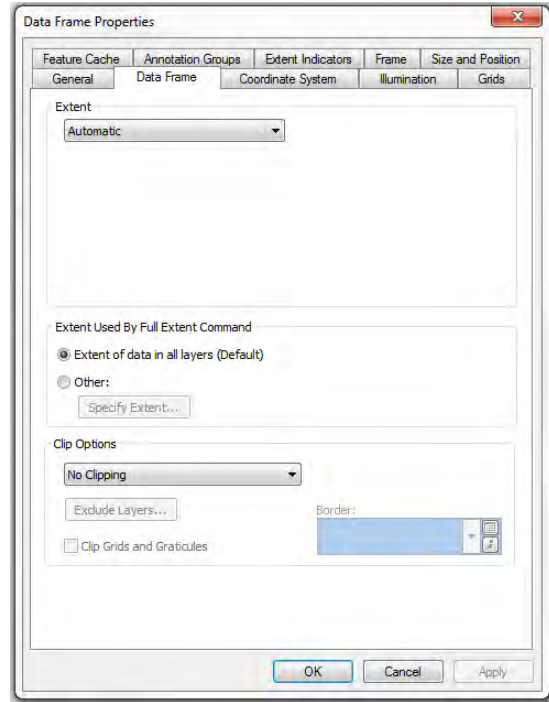 Data Frame Properties
Feature Cache Annotation Groups Extent Indicators Frame Size and Position
General Data Frame Coordinate System Illumination Grids
Extent
Automatic
Extent Used By Full Extent Command
Extent of data in all layers (Default)
Other:
Specify Extent...
Clip Options
No Clipping
Exclude Layers...
Border:
Clip Grids and Graticules
OK Cancel Apply